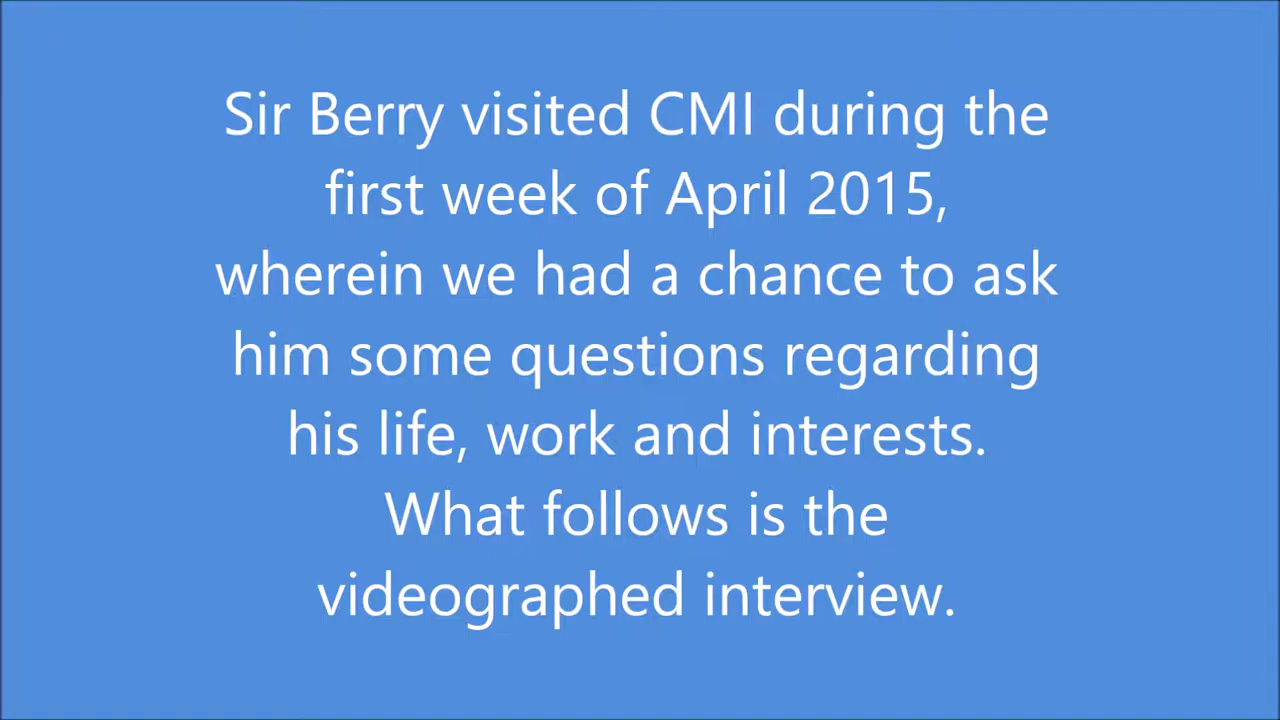 Sir Berry visited CMI during the
first week of April 2015,
wherein we had a chance to ask
him some questions regarding
his life, work and interests.
What follows is the
videographed interview.